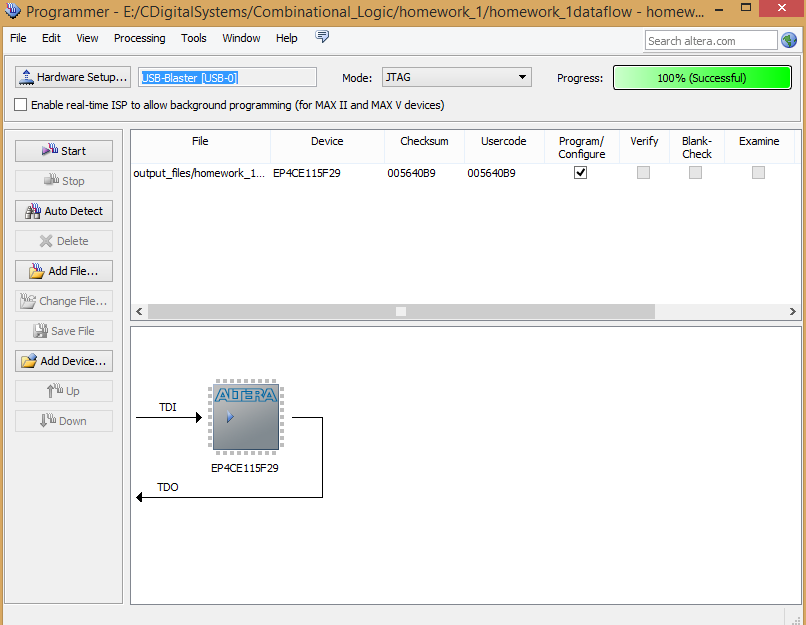 Programmer - E:/CDigitalSystems/Combinational_Logic/homework_1/homework_1dataflow - homew...
File Edit View Processing Tools Window Help
Search altera.com
Hardware Setup... USB-Blaster [USB-0] Mode: JTAG Progress: 100% (Successful)
Enable real-time ISP to allow background programming (for MAX II and MAX V devices)
Start
Stop
Auto Detect
Delete
Add File...
Change File...
Save File
Add Device...
Up
Down
File Device Checksum Usercode Program/ Verify Blank- Examine
Configure Check
output_files/homework_1... EP4CE115F29 005640B9 005640B9
ALTERA
TDI
EP4CE115F29
TDO